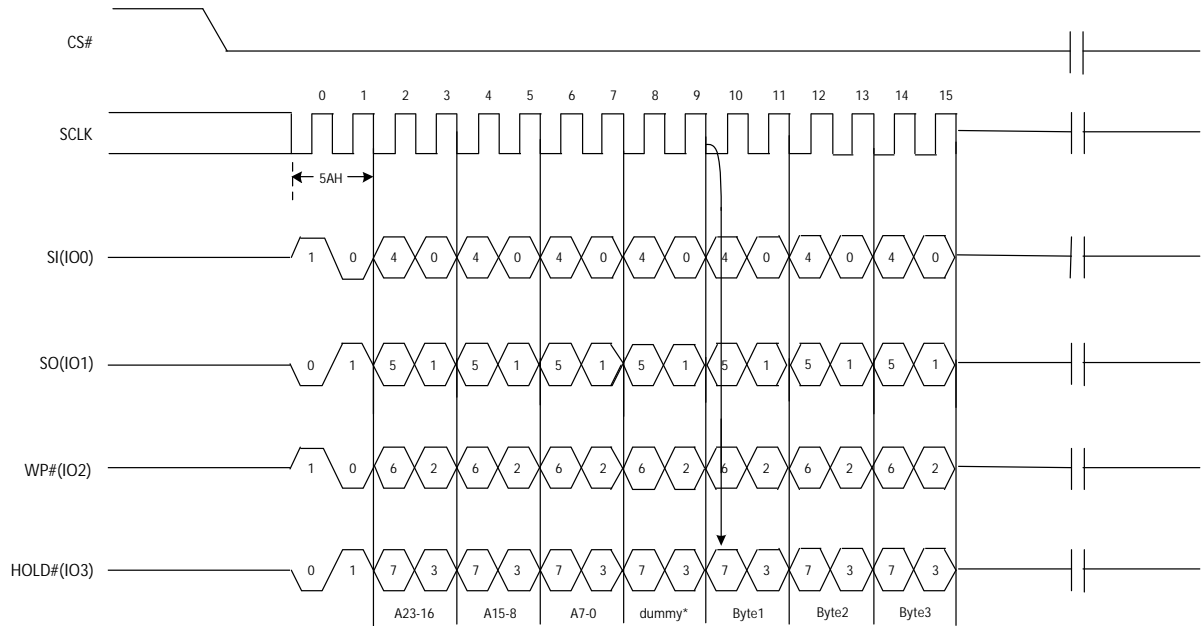 CS#
0 1 2 3 4 5 6 7 8 9 10 11 12 13 14 15
SCLK
5AH
SI(IO0) 1 0 4 0 4 0 4 0 4 0 4 0 4 0 4 0
SO(IO1) 0 1 5 1 5 1 5 1 5 1 5 1 5 1 5 1
WP#(IO2) 1 0 6 2 6 2 6 2 6 2 6 2 6 2 6 2
HOLD#(IO3) 0 1 7 3 7 3 7 3 7 3 7 3 7 3 7 3
A23-16 A15-8 A7-0 dummy* Byte1 Byte2 Byte3